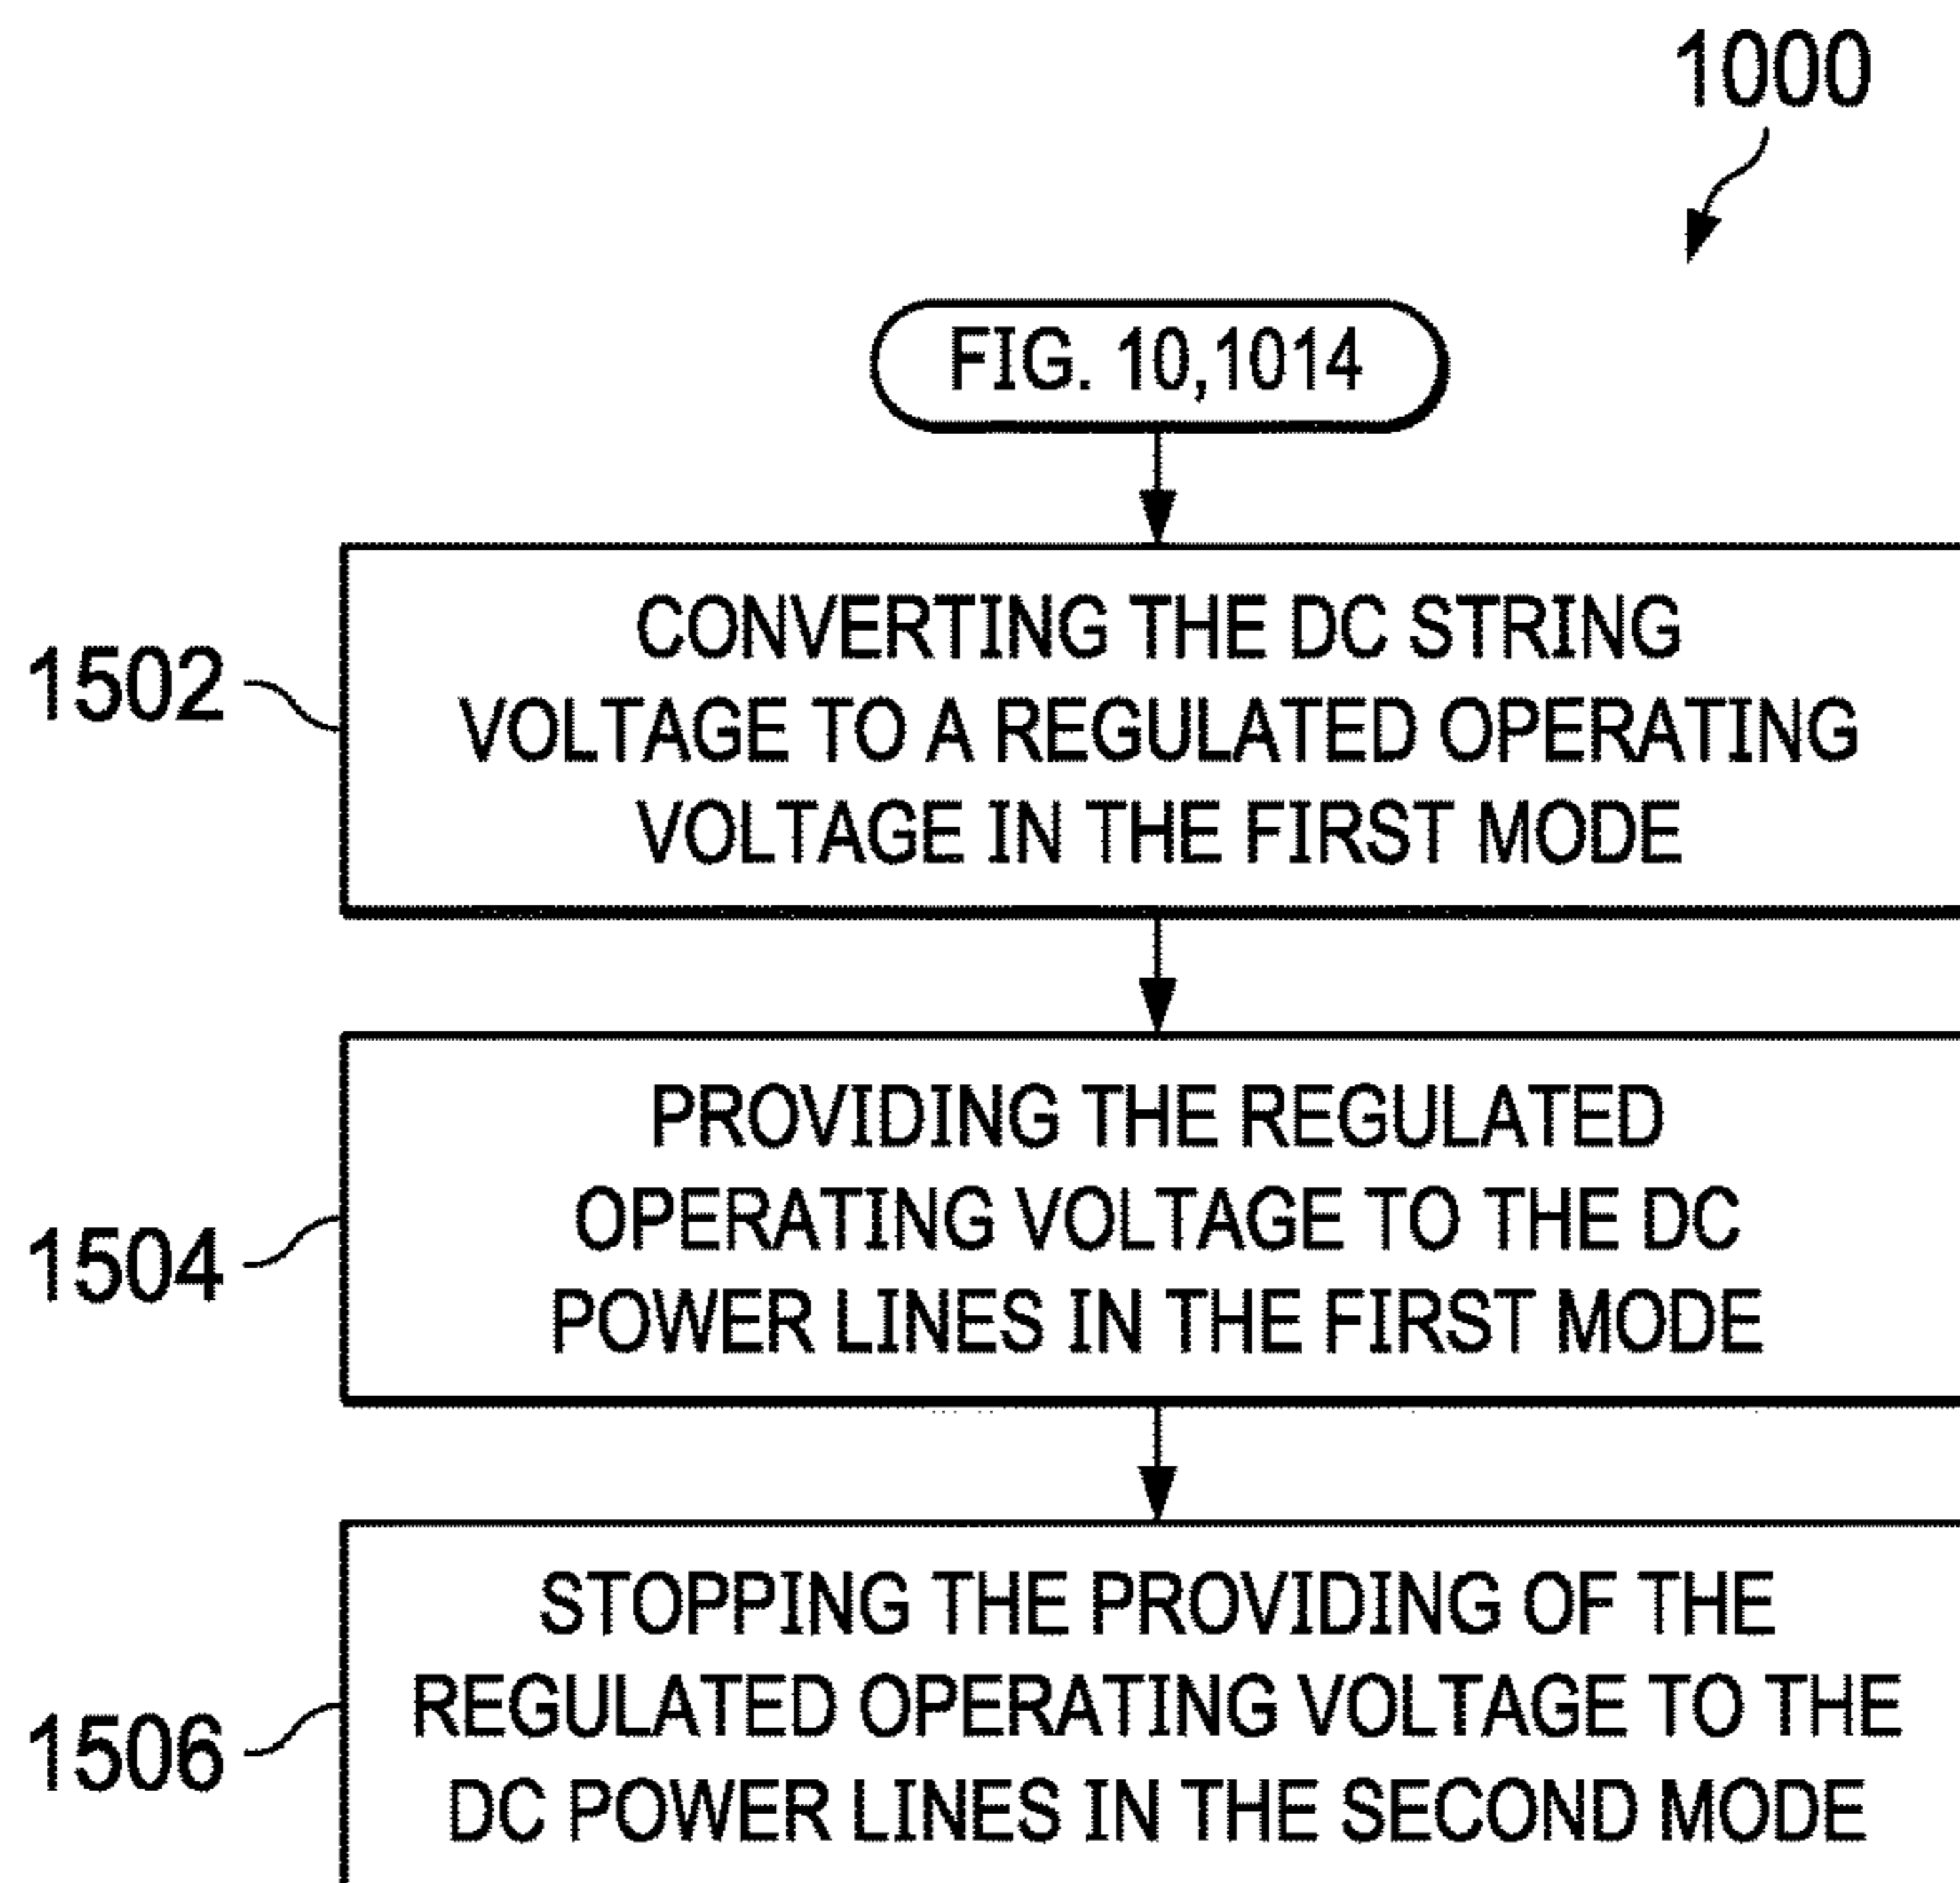 1000
FIG. 10,1014
1502
CONVERTING THE DC STRING
VOLTAGE TO A REGULATED OPERATING
VOLTAGE IN THE FIRST MODE
1504
PROVIDING THE REGULATED
OPERATING VOLTAGE TO THE DC
POWER LINES IN THE FIRST MODE
1506
STOPPING THE PROVIDING OF THE
REGULATED OPERATING VOLTAGE TO THE
DC POWER LINES IN THE SECOND MODE